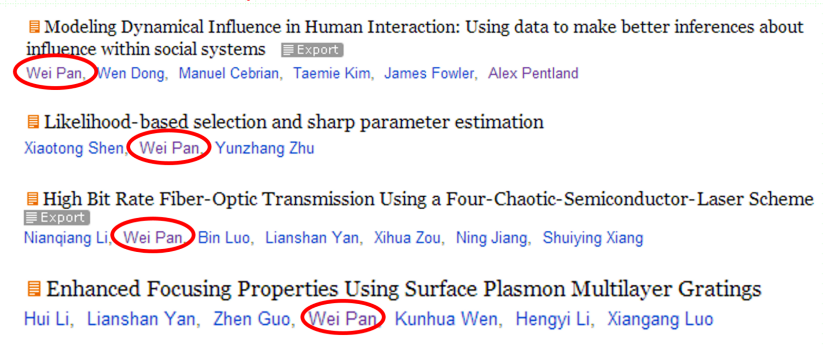 Modeling Dynamical Influence in Human Interaction: Using data to make better inferences about
influence within social systems Export
Wei Pan, Wen Dong, Manuel Cebrian, Taemie Kim, James Fowler, Alex Pentland
Likelihood-based selection and sharp parameter estimation
Xiaotong Shen, Wei Pan, Yunzhang Zhu
High Bit Rate Fiber-Optic Transmission Using a Four-Chaotic-Semiconductor-Laser Scheme
Export
Nianqiang Li, Wei Pan, Bin Luo, Lianshan Yan, Xihua Zou, Ning Jiang, Shuiying Xiang
Enhanced Focusing Properties Using Surface Plasmon Multilayer Gratings
Hui Li, Lianshan Yan, Zhen Guo, Wei Pan, Kunhua Wen, Hengyi Li, Xiangang Luo